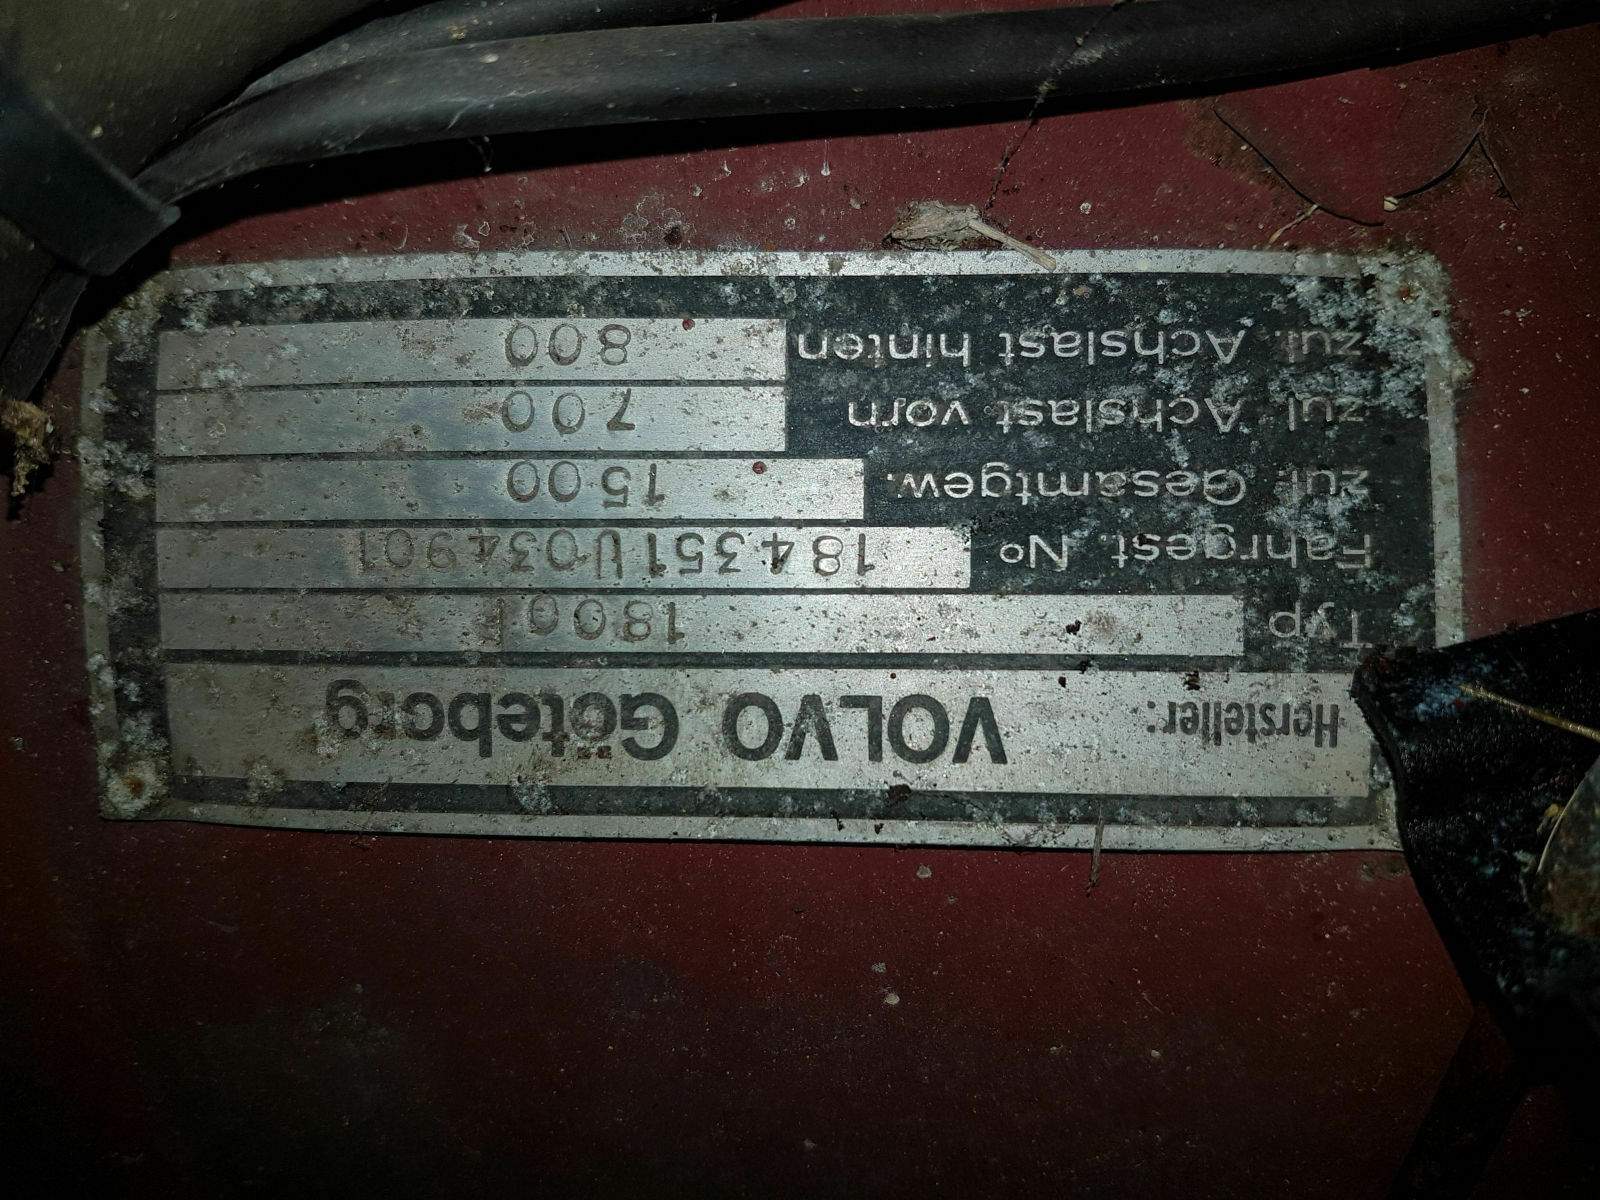 Hersteller: VOLVO Göteborg
Typ 1800E
Fahrgest. Nº 184351U034901
zul. Gesamtgew. 1500
zul. Achslast vorn 700
zul. Achslast hinten 800